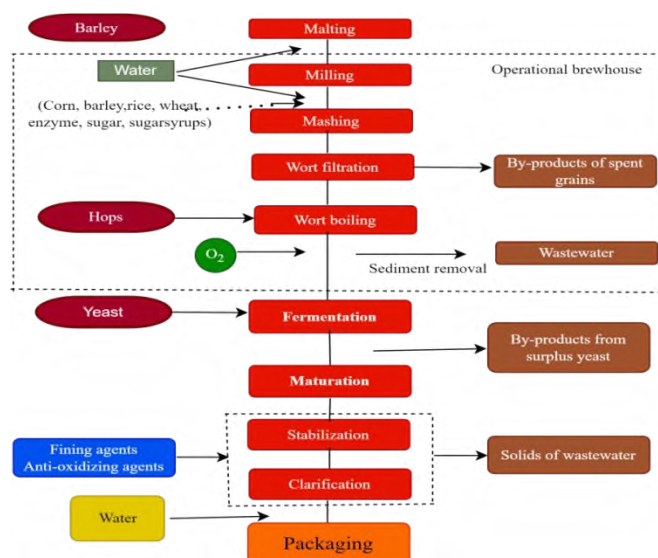 Barley
Malting
Water
Milling
Operational brewhouse
(Corn, barley,rice, wheat,
enzyme, sugar, sugarsyrups)
Mashing
Wort filtration
By-products of spent
grains
Hops
Wort boiling
O2
Sediment removal
Wastewater
Yeast
Fermentation
By-products from
surplus yeast
Maturation
Stabilization
Fining agents
Anti-oxidizing agents
Solids of wastewater
Clarification
Water
Packaging